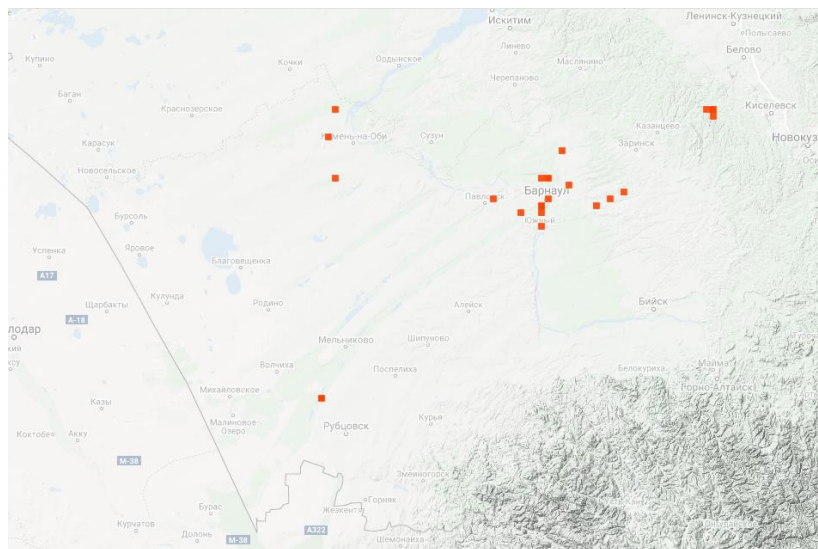 Ленинск-Кузнецкий
Искитим
Полысаево
Линево
Белово
Купино
Кочки
Ордынское
Маслянино
Черепаново
Баган
Краснозерское
Киселевск
Казанцево
Камень-на-Оби
Сузун
Новокуз
Карасук
Заринск
Новосельское
Барнаул
Павловск
Бурсоль
Южный
Успенка
Яровое
Благовещенка
A17
Кулунда
Щарбакты
Родино
Алейск
Бийск
A-18
лодар
Мельниково
Шипуново
кий
Волчиха
Поспелиха
Белокуриха
Майма
Горно-Алтайск
Михайловское
Казы
Курья
Малиновое
Озеро
Рубцовск
Коктобе
Акку
M-38
Змеиногорск
Горняк
Бурас
Жезкент
Курчатов
A322
Долонь
M-38
Шемонаиха